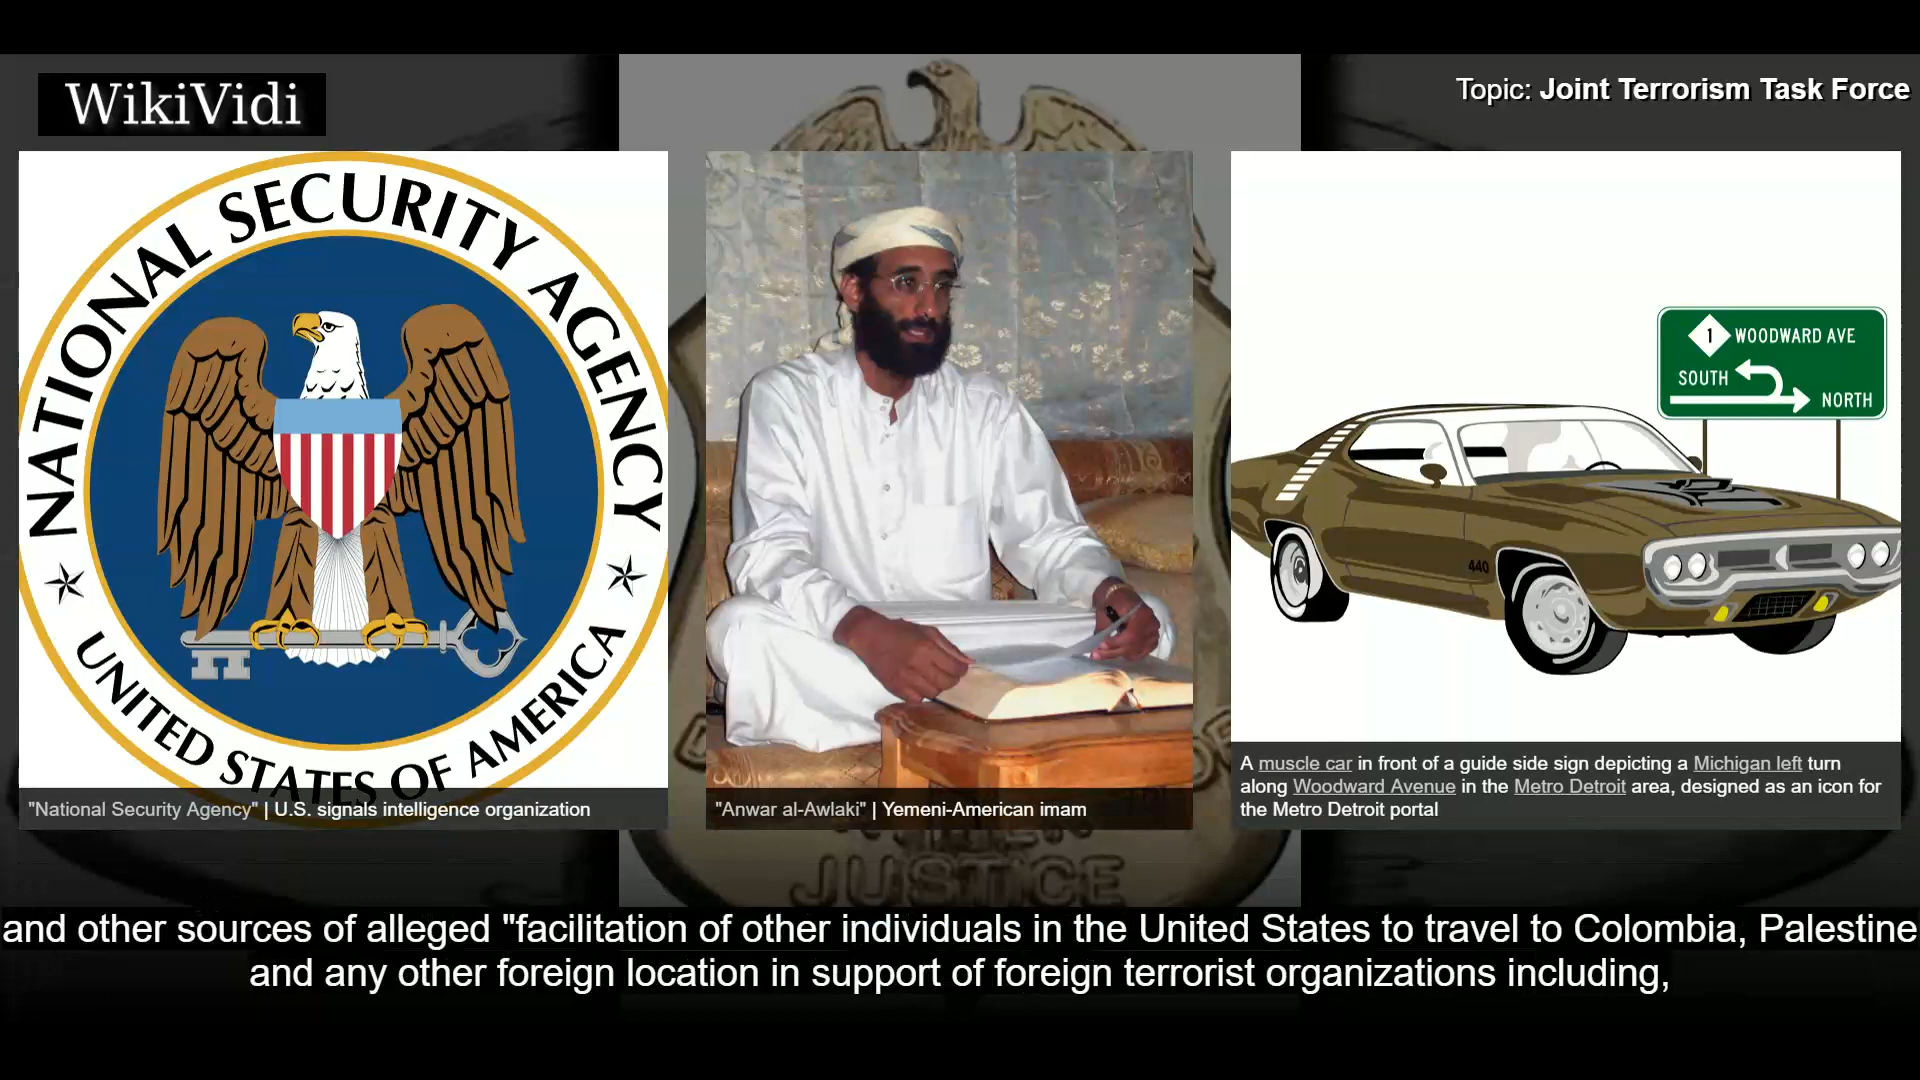 WikiVidi
Topic: Joint Terrorism Task Force
NATIONAL SECURITY AGENCY
UNITED STATES OF AMERICA
"National Security Agency" | U.S. signals intelligence organization
"Anwar al-Awlaki" | Yemeni-American imam
1 WOODWARD AVE
SOUTH
NORTH
440
A muscle car in front of a guide side sign depicting a Michigan left turn
along Woodward Avenue in the Metro Detroit area, designed as an icon for
the Metro Detroit portal
JUSTICE
and other sources of alleged "facilitation of other individuals in the United States to travel to Colombia, Palestine
and any other foreign location in support of foreign terrorist organizations including,